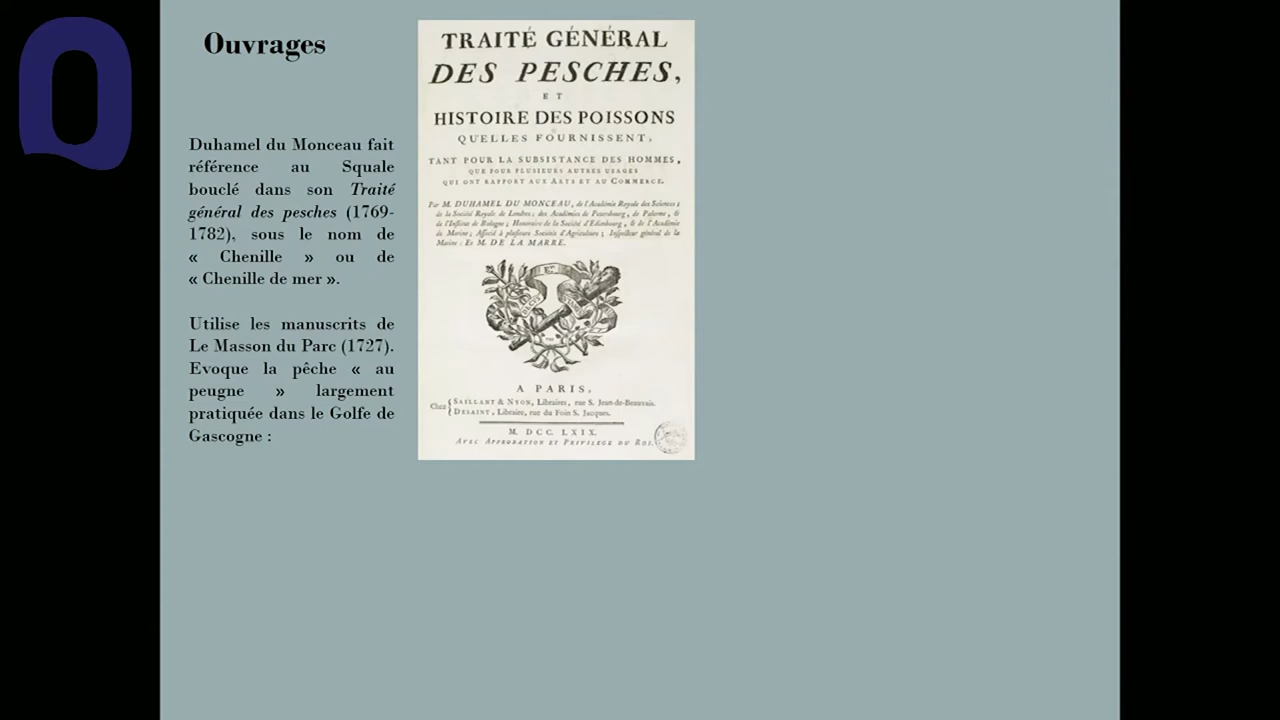 Ouvrages
Duhamel du Monceau fait
référence au Squale
bouclé dans son Traité
général des pesches (1769-
1782), sous le nom de
« Chenille » ou de
« Chenille de mer ».
Utilise les manuscrits de
Le Masson du Parc (1727).
Evoque la pêche « au
peugne » largement
pratiquée dans le Golfe de
Gascogne :
TRAITÉ GÉNÉRAL
DES PESCHES,
ET
HISTOIRE DES POISSONS
QU'ELLES FOURNISSENT,
TANT POUR LA SUBSISTANCE DES HOMMES,
QUE POUR PLUSIEURS AUTRES USAGES
QUI ONT RAPPORT AUX ARTS ET AU COMMERCE.
Par M. DUHAMEL DU MONCEAU, de l'Académie Royale des Sciences ;
de la Société Royale de Londres ; des Académies de Petersbourg, de Palerme, &
de l'Institut de Bologne ; Honoraire de la Société d'Edimbourg, & de l'Académie
de Marine ; Associé à plusieurs Sociétés d'Agriculture ; Inspecteur général de la
Marine : Et M. DE LA MARRE.
A PARIS,
Chez { SAILLANT & NYON, Libraires, rue S. Jean-de-Beauvais.
DESAINT, Libraire, rue du Foin S. Jacques.
M. DCC. LXIX.
AVEC APPROBATION ET PRIVILEGE DU ROI.